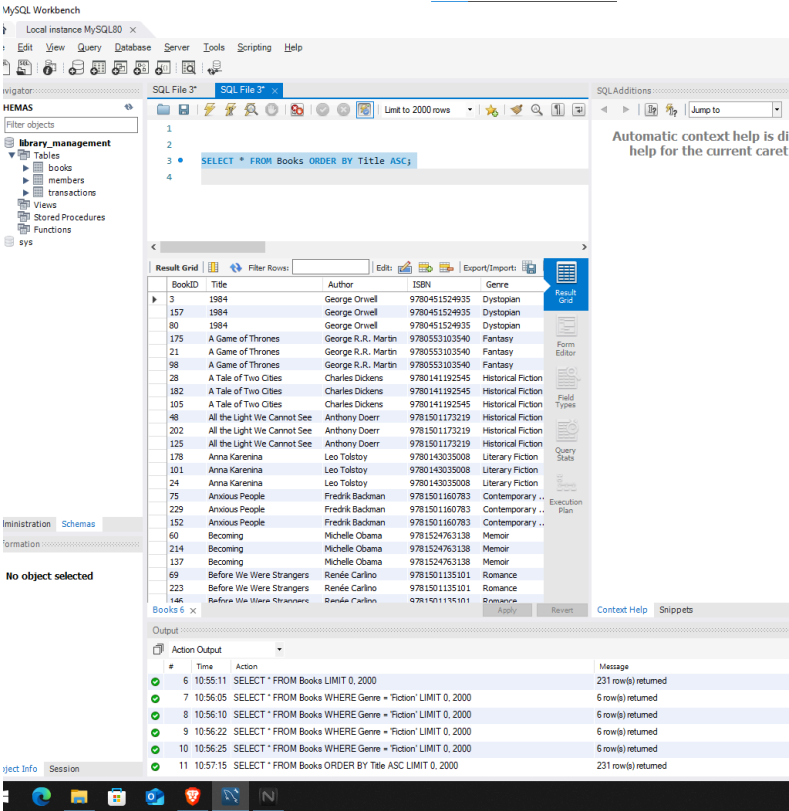 MySQL Workbench
Local instance MySQL80 ×
Edit View Query Database Server Tools Scripting Help
SQL File 3* SQL File 3* × SQLAdditions
HEMAS Limit to 2000 rows Jump to
Filter objects
library_management
Tables
books
members
transactions
Views
Stored Procedures
Functions
sys
1
2
3 SELECT * FROM Books ORDER BY Title ASC;
4
Automatic context help is di
help for the current caret
Result Grid Filter Rows: Edit: Export/Import:
BookID Title Author ISBN Genre
3 1984 George Orwell 9780451524935 Dystopian
157 1984 George Orwell 9780451524935 Dystopian
80 1984 George Orwell 9780451524935 Dystopian
175 A Game of Thrones George R.R. Martin 9780553103540 Fantasy
21 A Game of Thrones George R.R. Martin 9780553103540 Fantasy
98 A Game of Thrones George R.R. Martin 9780553103540 Fantasy
28 A Tale of Two Cities Charles Dickens 9780141192545 Historical Fiction
182 A Tale of Two Cities Charles Dickens 9780141192545 Historical Fiction
105 A Tale of Two Cities Charles Dickens 9780141192545 Historical Fiction
48 All the Light We Cannot See Anthony Doerr 9781501173219 Historical Fiction
202 All the Light We Cannot See Anthony Doerr 9781501173219 Historical Fiction
125 All the Light We Cannot See Anthony Doerr 9781501173219 Historical Fiction
178 Anna Karenina Leo Tolstoy 9780143035008 Literary Fiction
101 Anna Karenina Leo Tolstoy 9780143035008 Literary Fiction
24 Anna Karenina Leo Tolstoy 9780143035008 Literary Fiction
75 Anxious People Fredrik Backman 9781501160783 Contemporary ..
229 Anxious People Fredrik Backman 9781501160783 Contemporary ..
152 Anxious People Fredrik Backman 9781501160783 Contemporary ..
60 Becoming Michelle Obama 9781524763138 Memoir
214 Becoming Michelle Obama 9781524763138 Memoir
137 Becoming Michelle Obama 9781524763138 Memoir
69 Before We Were Strangers Renée Carlino 9781501135101 Romance
223 Before We Were Strangers Renée Carlino 9781501135101 Romance
146 Before We Were Strangers Renée Carlino 9781501135101 Romance
Result
Grid
Form
Editor
Field
Types
Query
Stats
Execution
Plan
dministration Schemas
formation
No object selected
Books 6 × Apply Revert Context Help Snippets
Output
Action Output
# Time Action Message
6 10:55:11 SELECT * FROM Books LIMIT 0, 2000 231 row(s) returned
7 10:56:05 SELECT * FROM Books WHERE Genre = 'Fiction' LIMIT 0, 2000 6 row(s) returned
8 10:56:10 SELECT * FROM Books WHERE Genre = 'Fiction' LIMIT 0, 2000 6 row(s) returned
9 10:56:22 SELECT * FROM Books WHERE Genre = 'Fiction' LIMIT 0, 2000 6 row(s) returned
10 10:56:25 SELECT * FROM Books WHERE Genre = 'Fiction' LIMIT 0, 2000 6 row(s) returned
11 10:57:15 SELECT * FROM Books ORDER BY Title ASC LIMIT 0, 2000 231 row(s) returned
bject Info Session